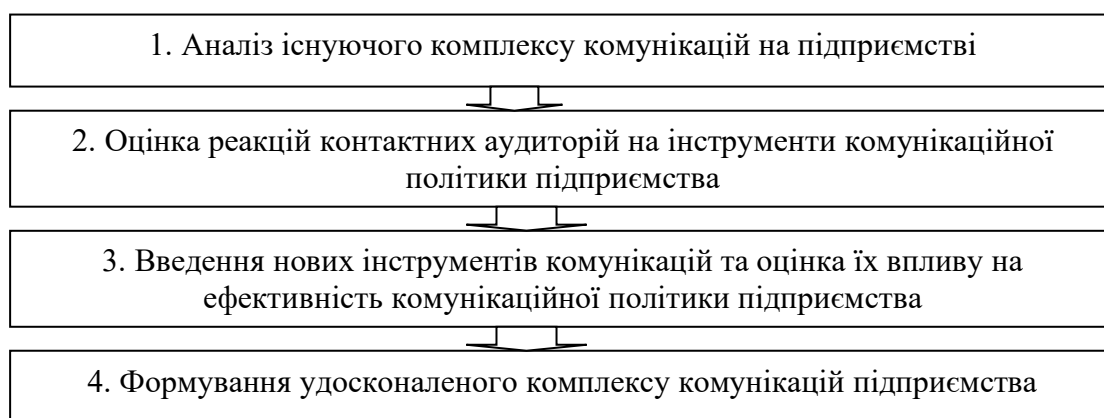 1. Аналіз існуючого комплексу комунікацій на підприємстві
2. Оцінка реакцій контактних аудиторій на інструменти комунікаційної
політики підприємства
3. Введення нових інструментів комунікацій та оцінка їх впливу на
ефективність комунікаційної політики підприємства
4. Формування удосконаленого комплексу комунікацій підприємства